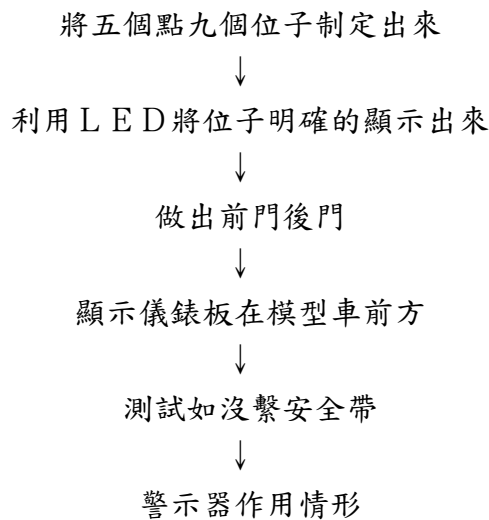 將五個點九個位子制定出來
↓
利用ＬＥＤ將位子明確的顯示出來
↓
做出前門後門
↓
顯示儀錶板在模型車前方
↓
測試如沒繫安全帶
↓
警示器作用情形